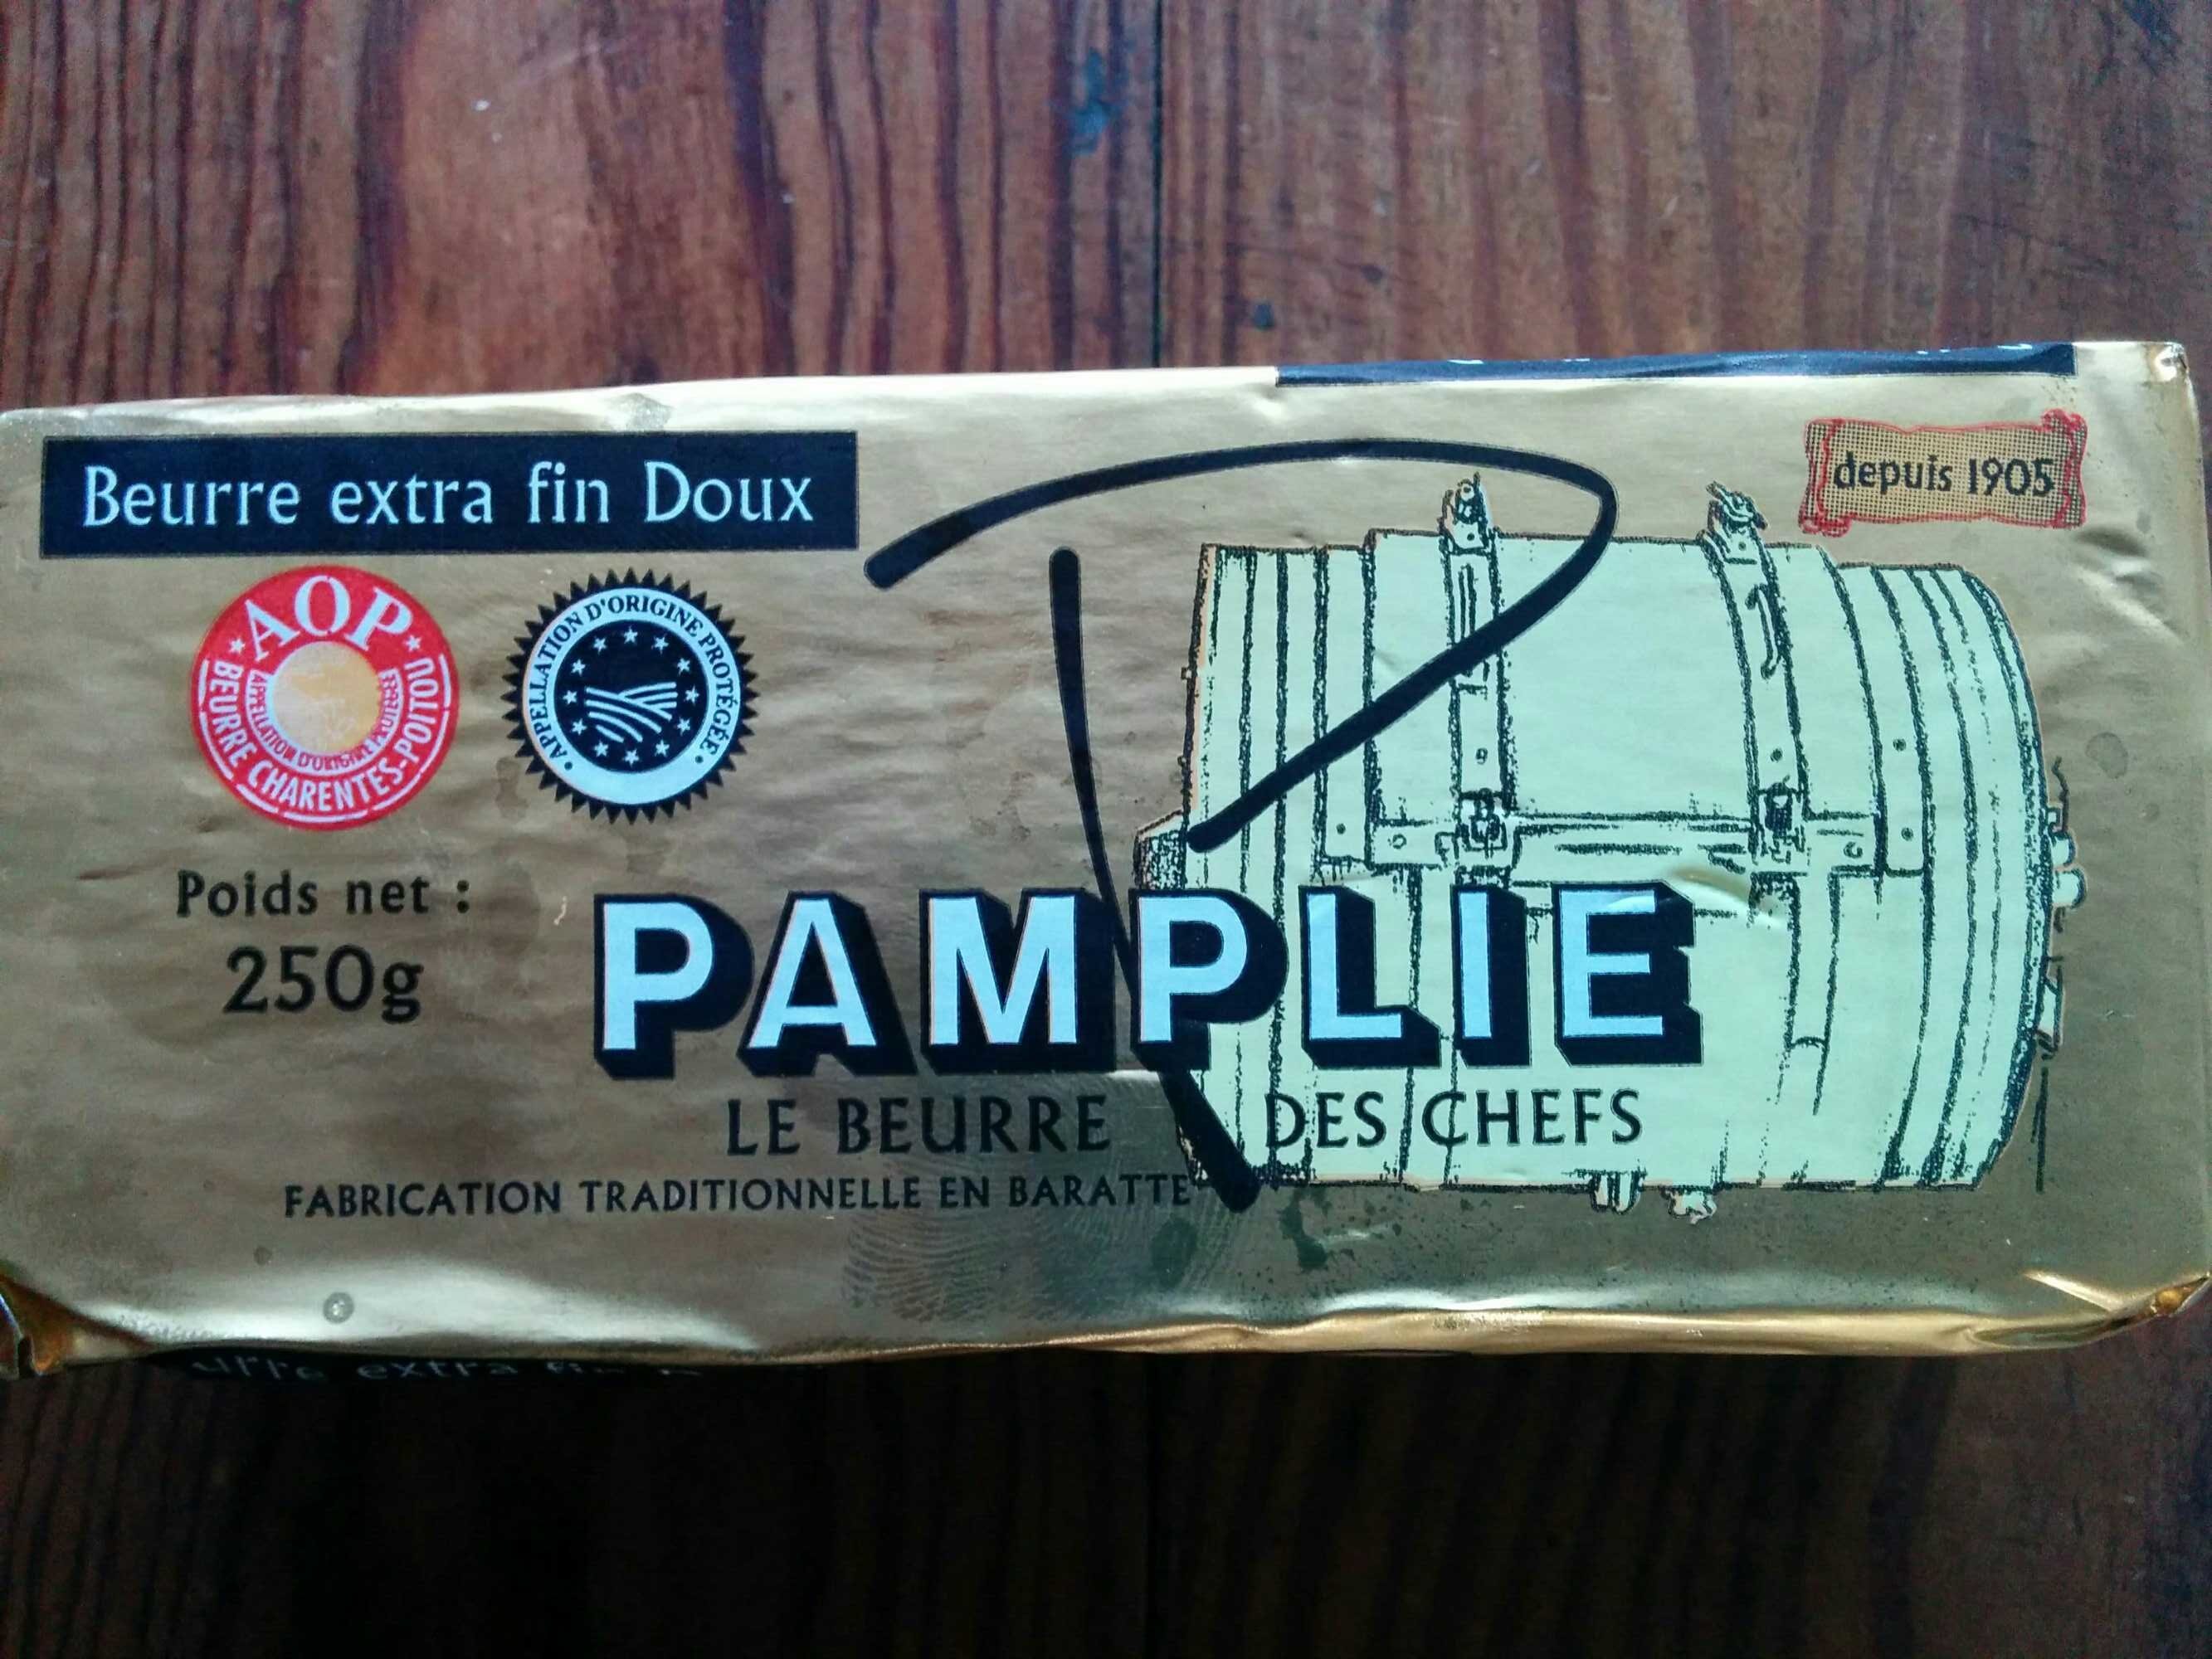 Beurre extra fin Doux
depuis 1905
AOP
BEURRE CHARENTES-POITOU
APPELLATION D'ORIGINE
APPELLATION D'ORIGINE PROTÉGÉE
Poids net :
250g
P
PAMPLIE
LE BEURRE DES CHEFS
FABRICATION TRADITIONNELLE EN BARATTE
extra